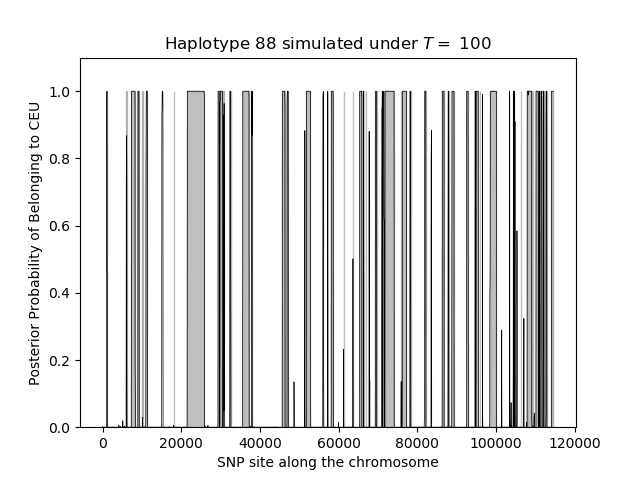 Haplotype 88 simulated under T = 100
Posterior Probability of Belonging to CEU
1.0
0.8
0.6
0.4
0.2
0.0
0 20000 40000 60000 80000 100000 120000
SNP site along the chromosome